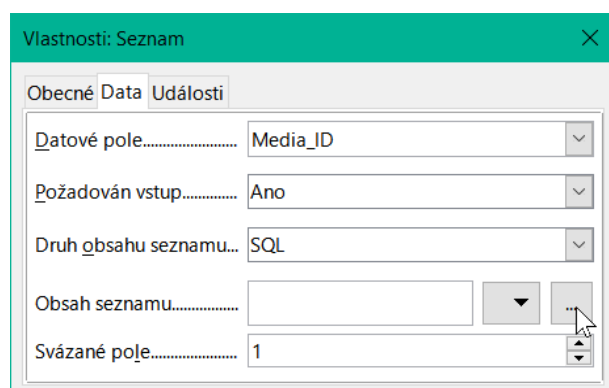 Vlastnosti: Seznam
Obecné Data Události
Datové pole........................ Media_ID
Požadován vstup.............. Ano
Druh obsahu seznamu... SQL
Obsah seznamu................. ...
Svázané pole...................... 1